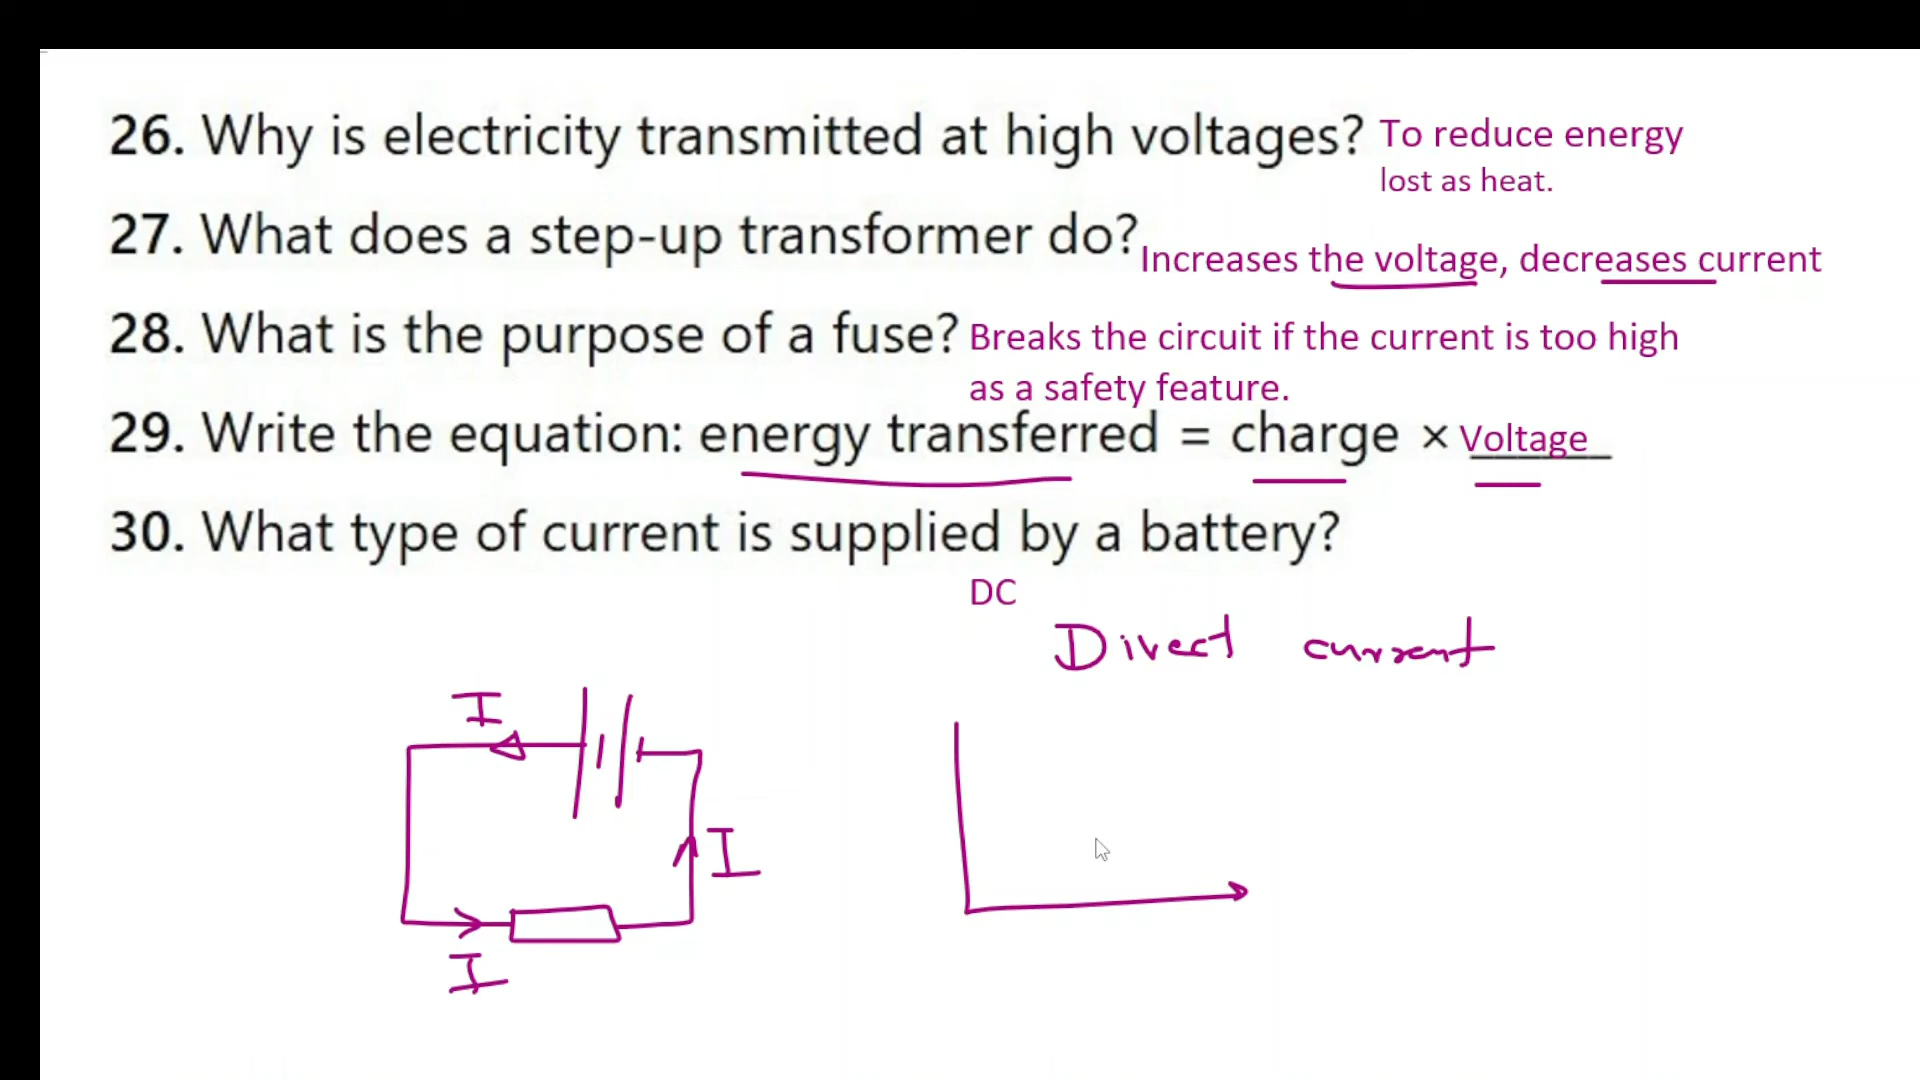 26. Why is electricity transmitted at high voltages? To reduce energy
lost as heat.
27. What does a step-up transformer do?
Increases the voltage, decreases current
28. What is the purpose of a fuse? Breaks the circuit if the current is too high
as a safety feature.
29. Write the equation: energy transferred = charge × Voltage
30. What type of current is supplied by a battery?
DC
Direct current
I
I
I